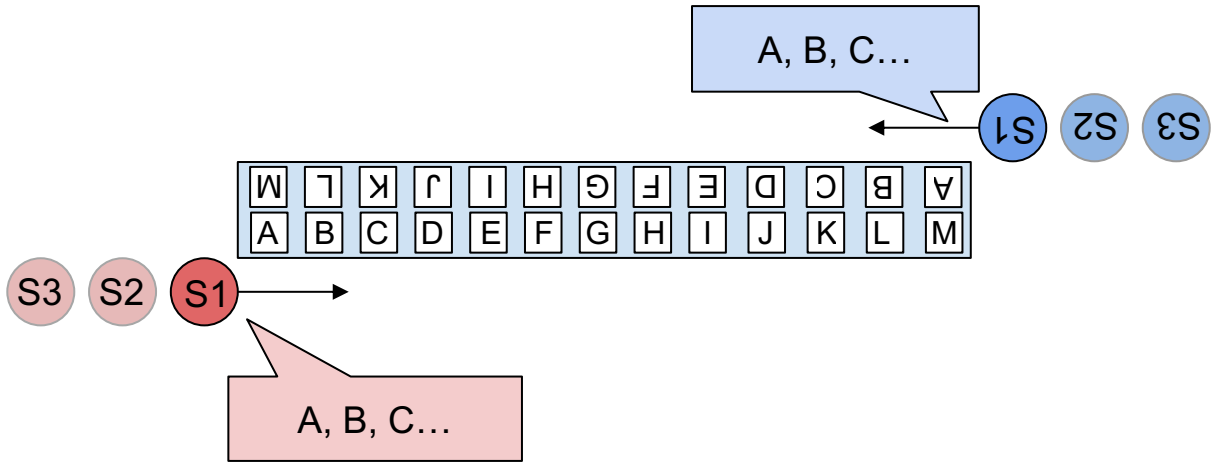 A, B, C…
S1 S2 S3
M L K J I H G F E D C B A
A B C D E F G H I J K L M
S3 S2 S1
A, B, C…